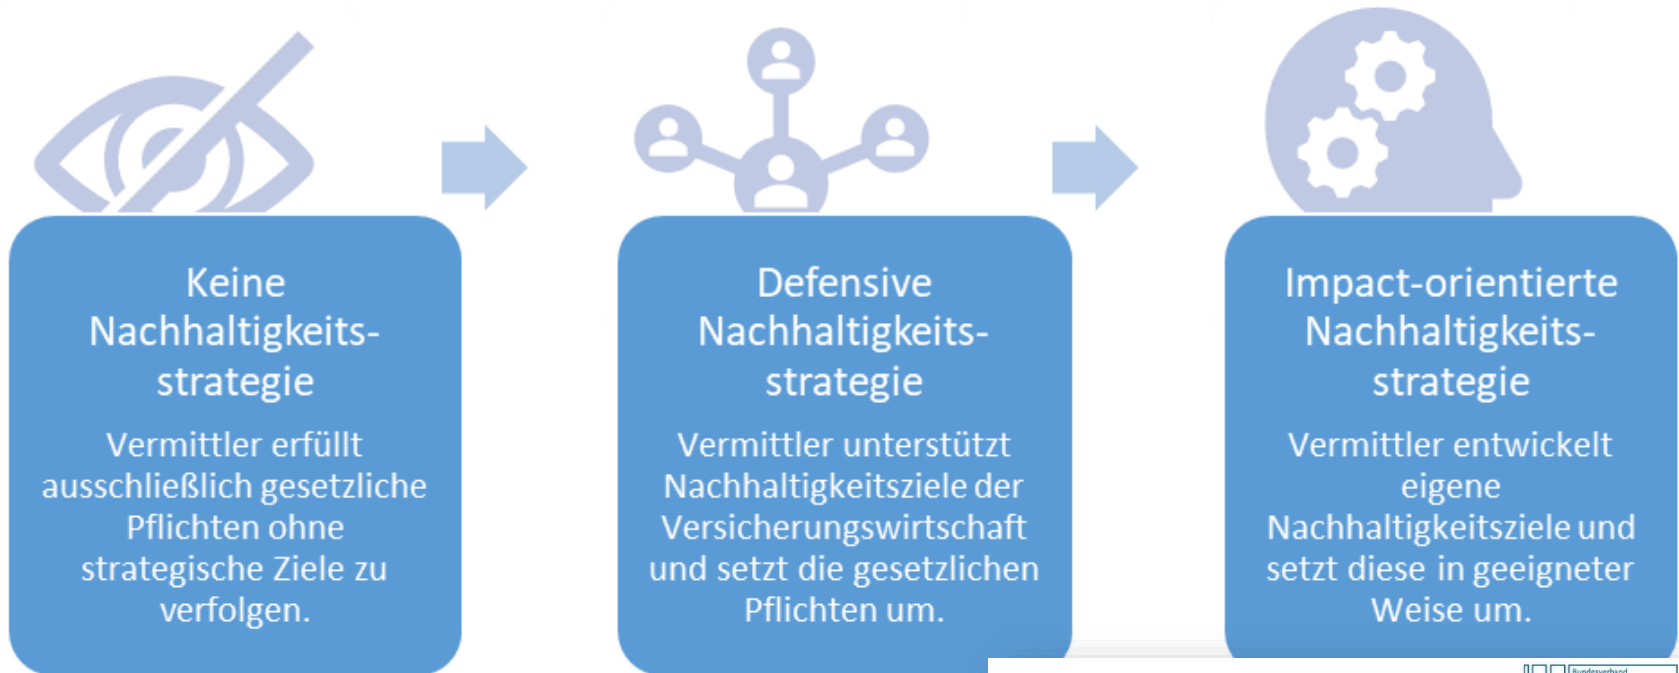 Keine
Nachhaltigkeits-
strategie
Vermittler erfüllt
ausschließlich gesetzliche
Pflichten ohne
strategische Ziele zu
verfolgen.
Defensive
Nachhaltigkeits-
strategie
Vermittler unterstützt
Nachhaltigkeitsziele der
Versicherungswirtschaft
und setzt die gesetzlichen
Pflichten um.
Impact-orientierte
Nachhaltigkeits-
strategie
Vermittler entwickelt
eigene
Nachhaltigkeitsziele und
setzt diese in geeigneter
Weise um.
Bundesverband